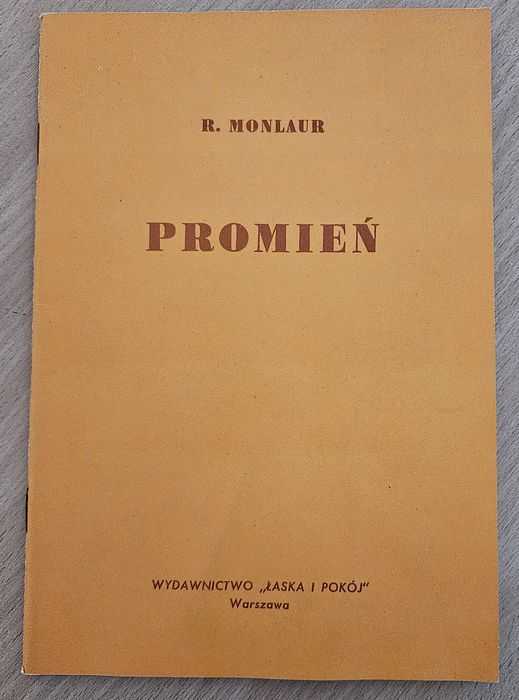 R. MONLAUR
PROMIEŃ
WYDAWNICTWO „ŁASKA I POKÓJ"
Warszawa